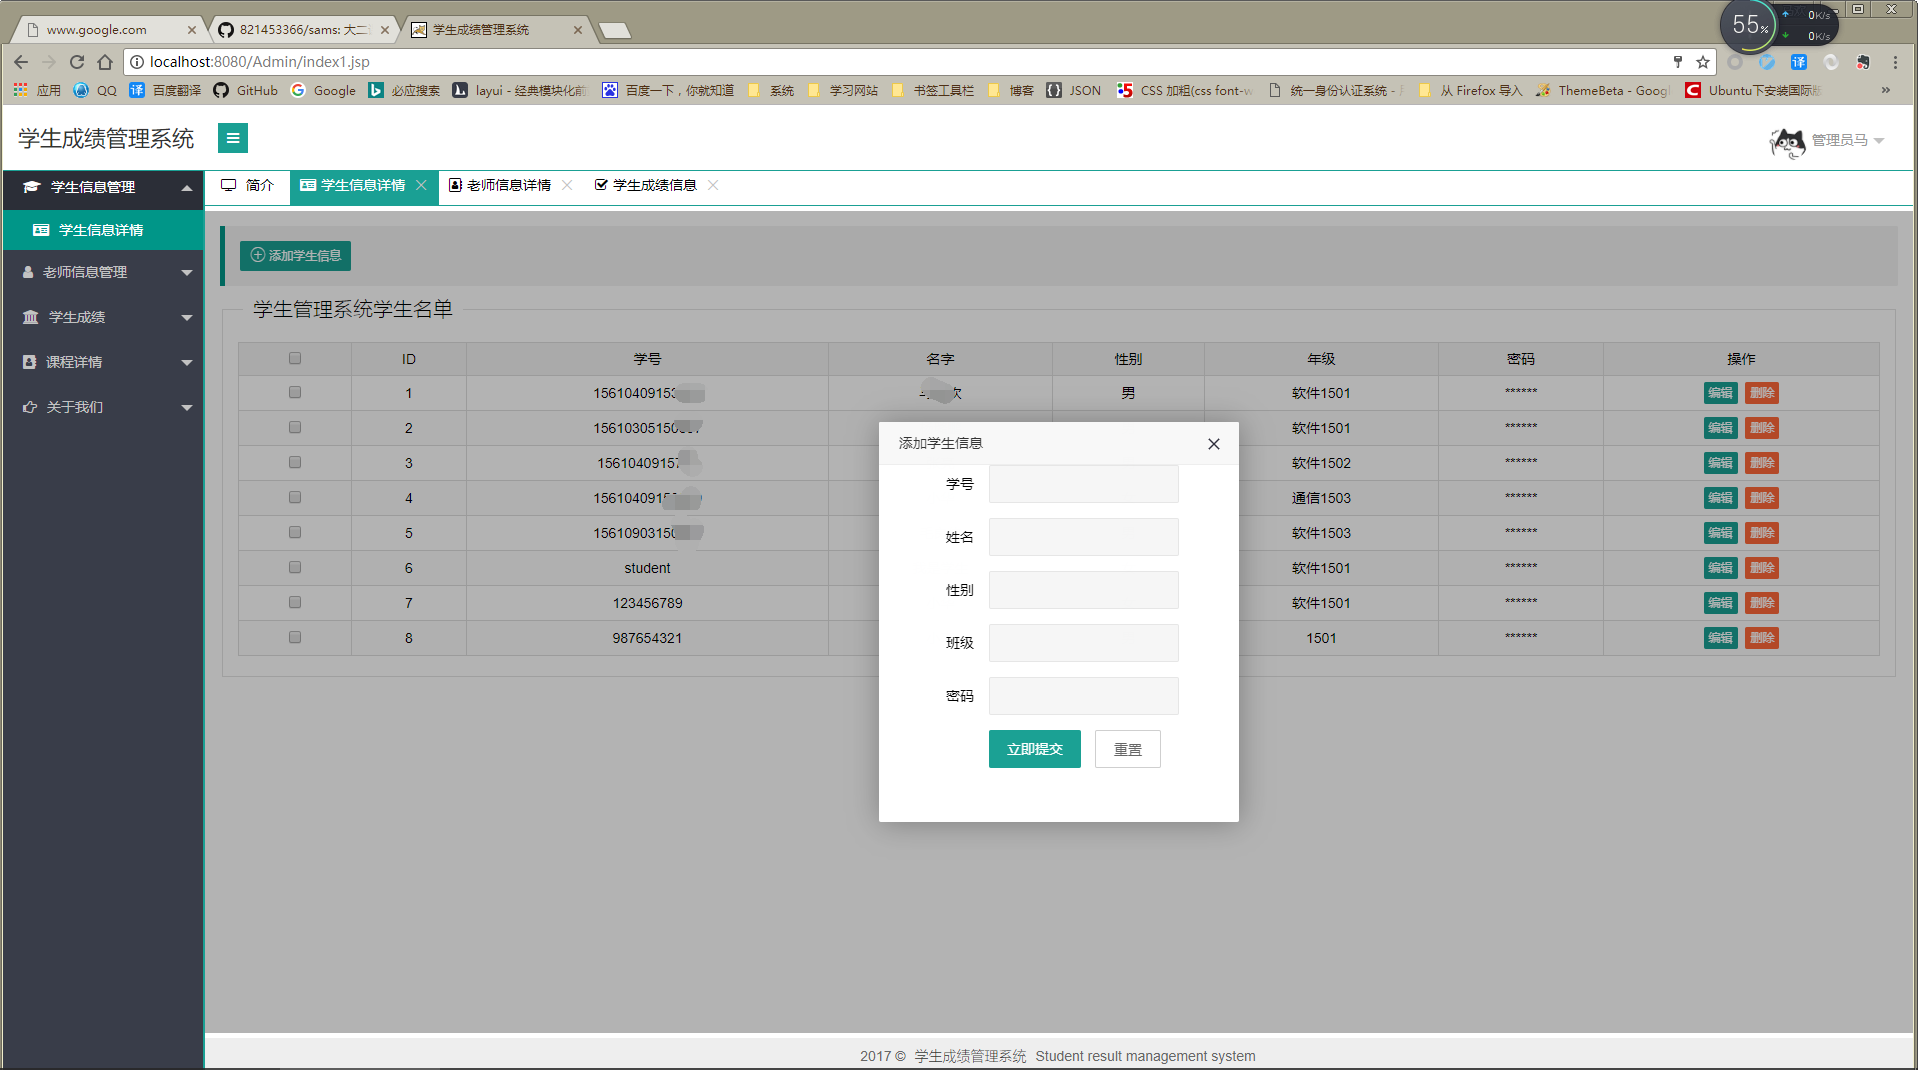 www.google.com
821453366/sams: 大二
学生成绩管理系统
55%
0K/s
0K/s
localhost:8080/Admin/index1.jsp
应用 QQ 百度翻译 GitHub Google 必应搜索 layui - 经典模块化前 百度一下，你就知道 系统 学习网站 书签工具栏 博客 JSON CSS 加粗(css font-w 统一身份认证系统 - 从 Firefox 导入 ThemeBeta - Googl Ubuntu下安装国际版 »
学生成绩管理系统
管理员马
学生信息管理
学生信息详情
老师信息管理
学生成绩
课程详情
关于我们
简介 学生信息详情 老师信息详情 学生成绩信息
添加学生信息
学生管理系统学生名单
ID 学号 名字 性别 年级 密码 操作
1 1561040915 男 软件1501 ****** 编辑 删除
2 15610305150 软件1501 ****** 编辑 删除
3 1561040915 软件1502 ****** 编辑 删除
4 156104091 通信1503 ****** 编辑 删除
5 1561090315 软件1503 ****** 编辑 删除
6 student 软件1501 ****** 编辑 删除
7 123456789 软件1501 ****** 编辑 删除
8 987654321 1501 ****** 编辑 删除
添加学生信息
学号
姓名
性别
班级
密码
立即提交 重置
2017 © 学生成绩管理系统 Student result management system